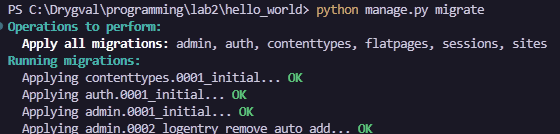 PS C:\Drygval\programming\lab2\hello_world> python manage.py migrate
Operations to perform:
Apply all migrations: admin, auth, contenttypes, flatpages, sessions, sites
Running migrations:
Applying contenttypes.0001_initial... OK
Applying auth.0001_initial... OK
Applying admin.0001_initial... OK
Applying admin.0002_logentry_remove_auto_add... OK